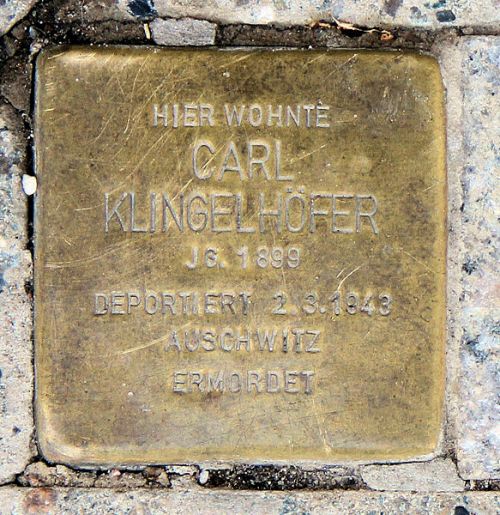 HIER WOHNTE
CARL
KLINGELHÖFER
JG. 1899
DEPORTIERT 2.3.1943
AUSCHWITZ
ERMORDET